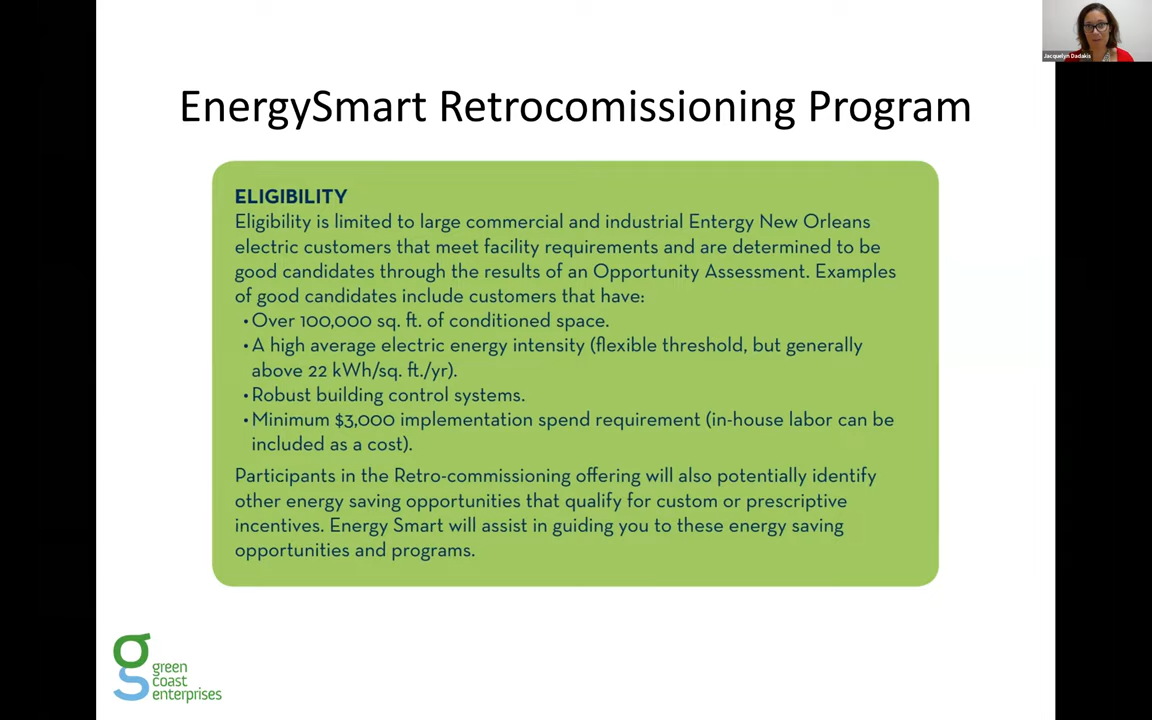 Jacquelyn Dadakis
EnergySmart Retrocomissioning Program
ELIGIBILITY
Eligibility is limited to large commercial and industrial Entergy New Orleans
electric customers that meet facility requirements and are determined to be
good candidates through the results of an Opportunity Assessment. Examples
of good candidates include customers that have:
• Over 100,000 sq. ft. of conditioned space.
• A high average electric energy intensity (flexible threshold, but generally
above 22 kWh/sq. ft./yr).
• Robust building control systems.
• Minimum $3,000 implementation spend requirement (in-house labor can be
included as a cost).
Participants in the Retro-commissioning offering will also potentially identify
other energy saving opportunities that qualify for custom or prescriptive
incentives. Energy Smart will assist in guiding you to these energy saving
opportunities and programs.
gs
green
coast
enterprises